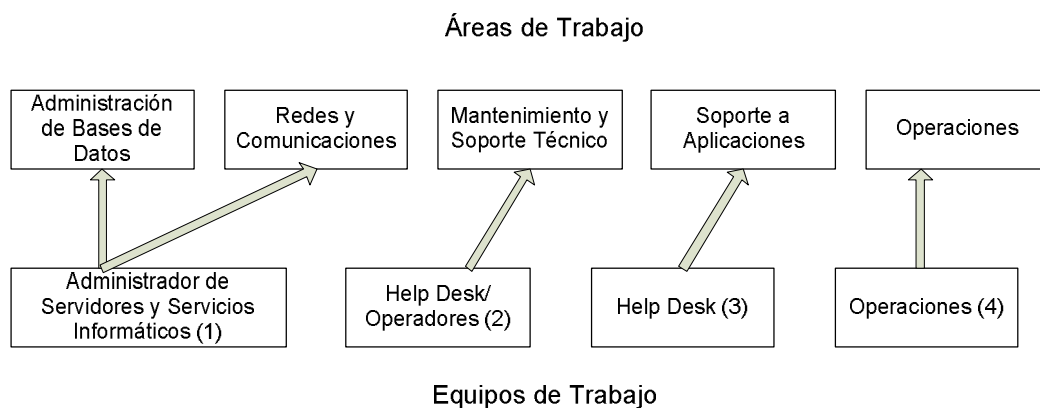 Áreas de Trabajo
Administración
de Bases de
Datos
Redes y
Comunicaciones
Mantenimiento y
Soporte Técnico
Soporte a
Aplicaciones
Operaciones
Administrador de
Servidores y Servicios
Informáticos (1)
Help Desk/
Operadores (2)
Help Desk (3)
Operaciones (4)
Equipos de Trabajo